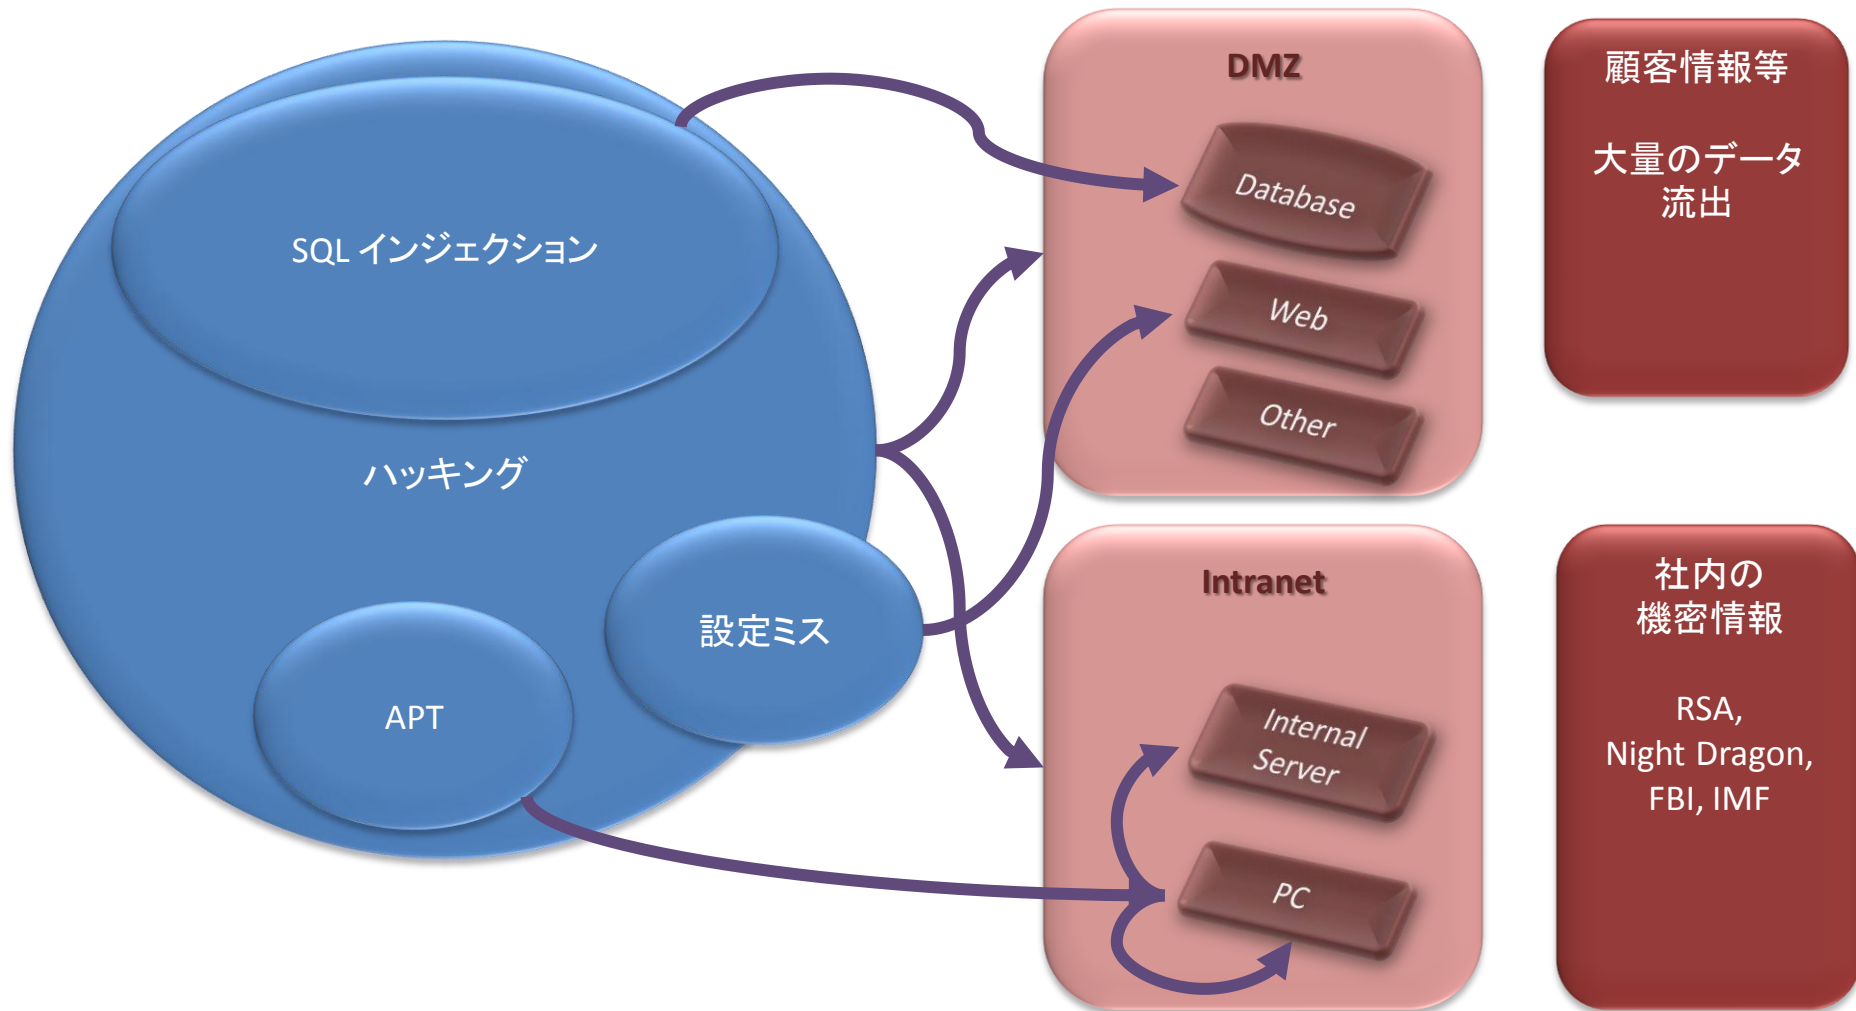 SQL インジェクション
ハッキング
設定ミス
APT
DMZ
Database
Web
Other
Intranet
Internal
Server
PC
顧客情報等
大量のデータ
流出
社内の
機密情報
RSA,
Night Dragon,
FBI, IMF